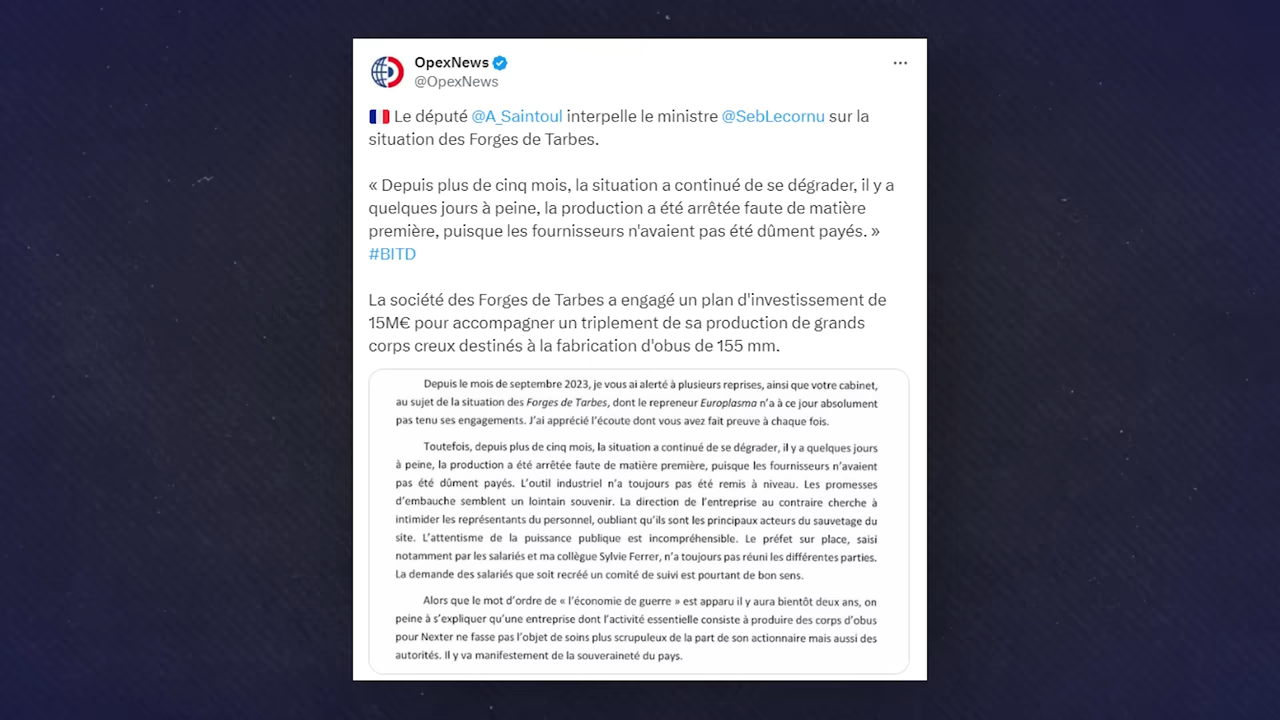 OpexNews
@OpexNews
Le député @A_Saintoul interpelle le ministre @SebLecornu sur la
situation des Forges de Tarbes.
« Depuis plus de cinq mois, la situation a continué de se dégrader, il y a
quelques jours à peine, la production a été arrêtée faute de matière
première, puisque les fournisseurs n'avaient pas été dûment payés. »
#BITD
La société des Forges de Tarbes a engagé un plan d'investissement de
15M€ pour accompagner un triplement de sa production de grands
corps creux destinés à la fabrication d'obus de 155 mm.
Depuis le mois de septembre 2023, je vous ai alerté à plusieurs reprises, ainsi que votre cabinet,
au sujet de la situation des Forges de Tarbes, dont le repreneur Europlasma n'a à ce jour absolument
pas tenu ses engagements. J'ai apprécié l'écoute dont vous avez fait preuve à chaque fois.
Toutefois, depuis plus de cinq mois, la situation a continué de se dégrader, il y a quelques jours
à peine, la production a été arrêtée faute de matière première, puisque les fournisseurs n'avaient
pas été dûment payés. L'outil industriel n'a toujours pas été remis à niveau. Les promesses
d'embauche semblent un lointain souvenir. La direction de l'entreprise au contraire cherche à
intimider les représentants du personnel, oubliant qu'ils sont les principaux acteurs du sauvetage du
site. L'attentisme de la puissance publique est incompréhensible. Le préfet sur place, saisi
notamment par les salariés et ma collègue Sylvie Ferrer, n'a toujours pas réuni les différentes parties.
La demande des salariés que soit recréé un comité de suivi est pourtant de bon sens.
Alors que le mot d'ordre de « l'économie de guerre » est apparu il y aura bientôt deux ans, on
peine à s'expliquer qu'une entreprise dont l'activité essentielle consiste à produire des corps d'obus
pour Nexter ne fasse pas l'objet de soins plus scrupuleux de la part de son actionnaire mais aussi des
autorités. Il y va manifestement de la souveraineté du pays.